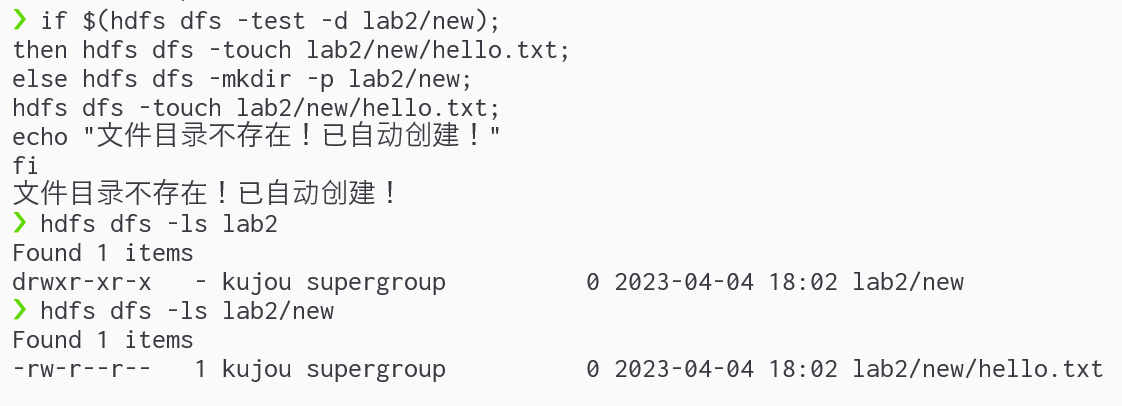 ❯ if $(hdfs dfs -test -d lab2/new);
then hdfs dfs -touch lab2/new/hello.txt;
else hdfs dfs -mkdir -p lab2/new;
hdfs dfs -touch lab2/new/hello.txt;
echo "文件目录不存在！已自动创建！"
fi
文件目录不存在！已自动创建！
❯ hdfs dfs -ls lab2
Found 1 items
drwxr-xr-x   - kujou supergroup          0 2023-04-04 18:02 lab2/new
❯ hdfs dfs -ls lab2/new
Found 1 items
-rw-r--r--   1 kujou supergroup          0 2023-04-04 18:02 lab2/new/hello.txt